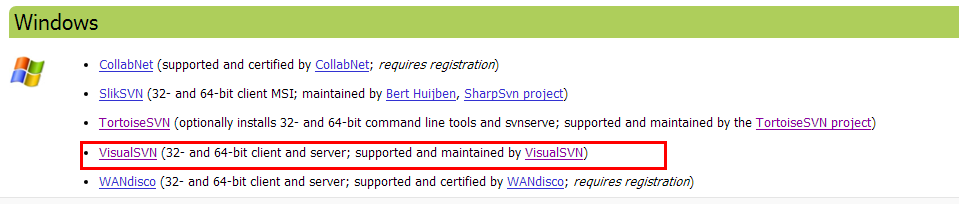 Windows
• CollabNet (supported and certified by CollabNet; requires registration)
• SlikSVN (32- and 64-bit client MSI; maintained by Bert Huijben, SharpSvn project)
• TortoiseSVN (optionally installs 32- and 64-bit command line tools and svnserve; supported and maintained by the TortoiseSVN project)
• VisualSVN (32- and 64-bit client and server; supported and maintained by VisualSVN)
• WANdisco (32- and 64-bit client and server; supported and certified by WANdisco; requires registration)